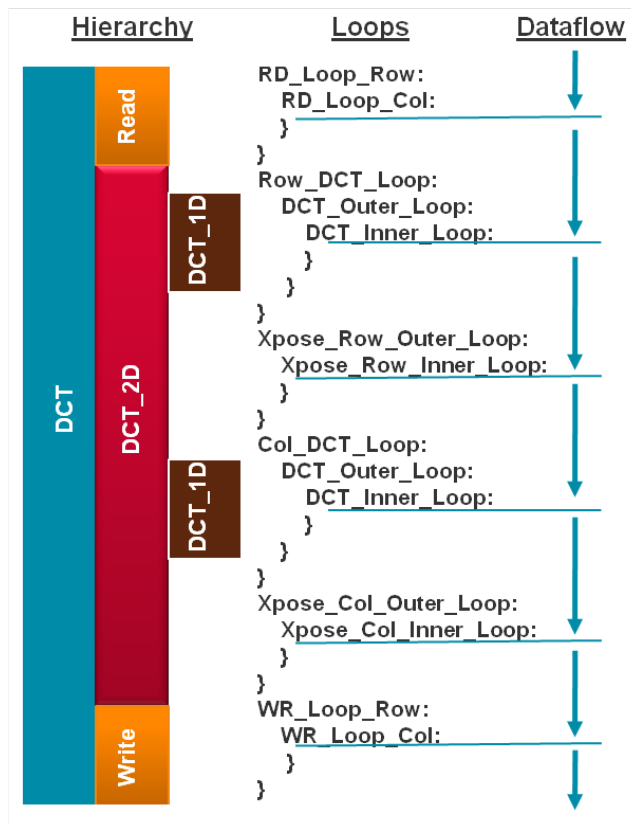 Hierarchy Loops Dataflow
DCT
Read
DCT_2D
DCT_1D
DCT_1D
Write
RD_Loop_Row:
RD_Loop_Col:
}
}
Row_DCT_Loop:
DCT_Outer_Loop:
DCT_Inner_Loop:
}
}
}
Xpose_Row_Outer_Loop:
Xpose_Row_Inner_Loop:
}
}
Col_DCT_Loop:
DCT_Outer_Loop:
DCT_Inner_Loop:
}
}
}
Xpose_Col_Outer_Loop:
Xpose_Col_Inner_Loop:
}
}
WR_Loop_Row:
WR_Loop_Col:
}
}